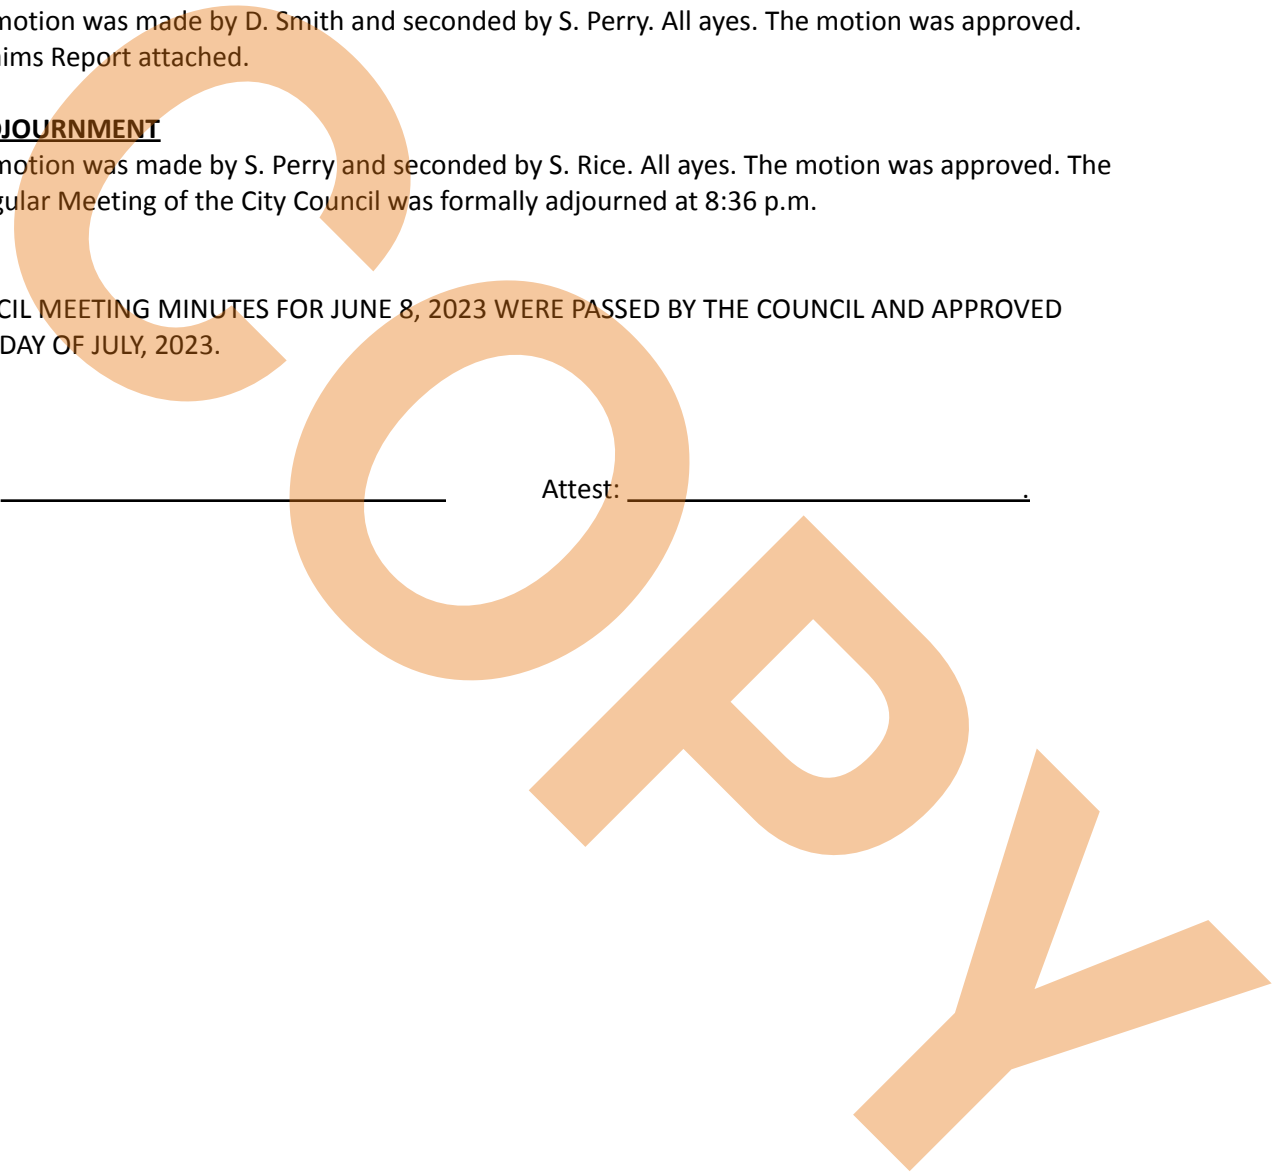 motion was made by D. Smith and seconded by S. Perry. All ayes. The motion was approved.
aims Report attached.
DJOURNMENT
motion was made by S. Perry and seconded by S. Rice. All ayes. The motion was approved. The
gular Meeting of the City Council was formally adjourned at 8:36 p.m.
CIL MEETING MINUTES FOR JUNE 8, 2023 WERE PASSED BY THE COUNCIL AND APPROVED
DAY OF JULY, 2023.
Attest: .
COPY